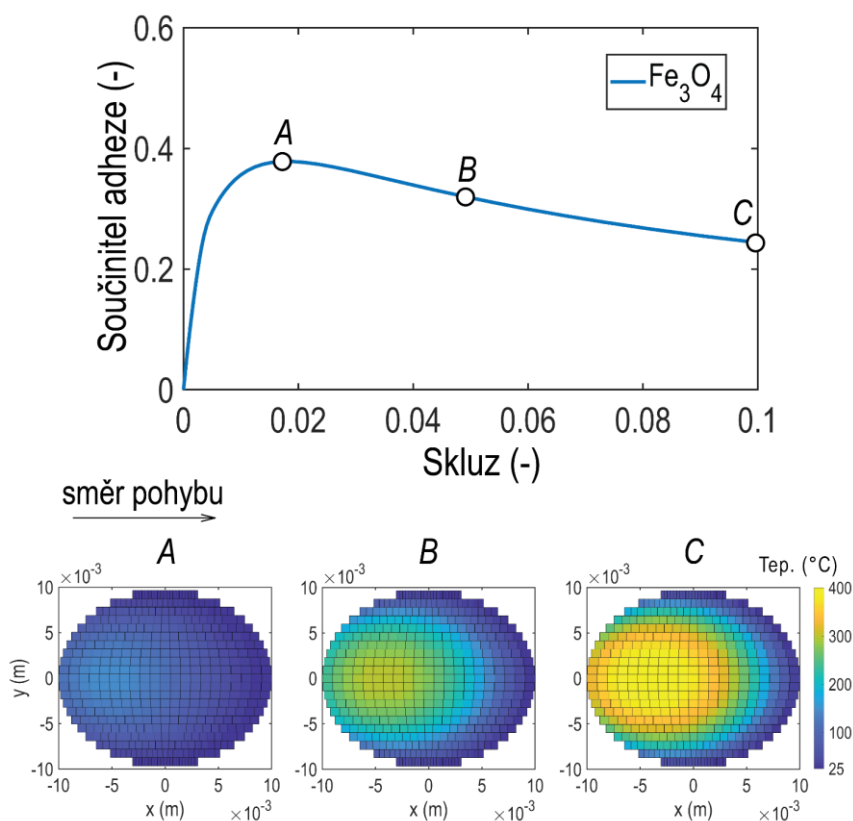 0.6
0.4
0.2
0
Součinitel adheze (-)
Fe₃O₄
A
B
C
0 0.02 0.04 0.06 0.08 0.1
Skluz (-)
směr pohybu
A
B
C
Tep. (°C)
×10⁻³
10
5
0
-5
-10
y (m)
-10 -5 0 5 10
x (m)
×10⁻³
×10⁻³
10
5
0
-5
-10
-10 -5 0 5 10
x (m)
×10⁻³
×10⁻³
10
5
0
-5
-10
-10 -5 0 5 10
x (m)
×10⁻³
400
300
200
100
25